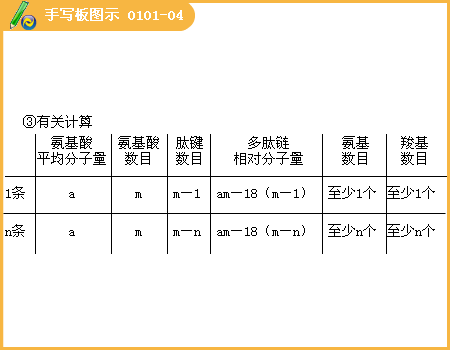 手写板图示 0101-04
③有关计算
氨基酸 氨基酸 肽键 多肽链 氨基 羧基
平均分子量 数目 数目 相对分子量 数目 数目
1条 a m m－1 am－18（m－1） 至少1个 至少1个
n条 a m m－n am－18（m－n） 至少n个 至少n个